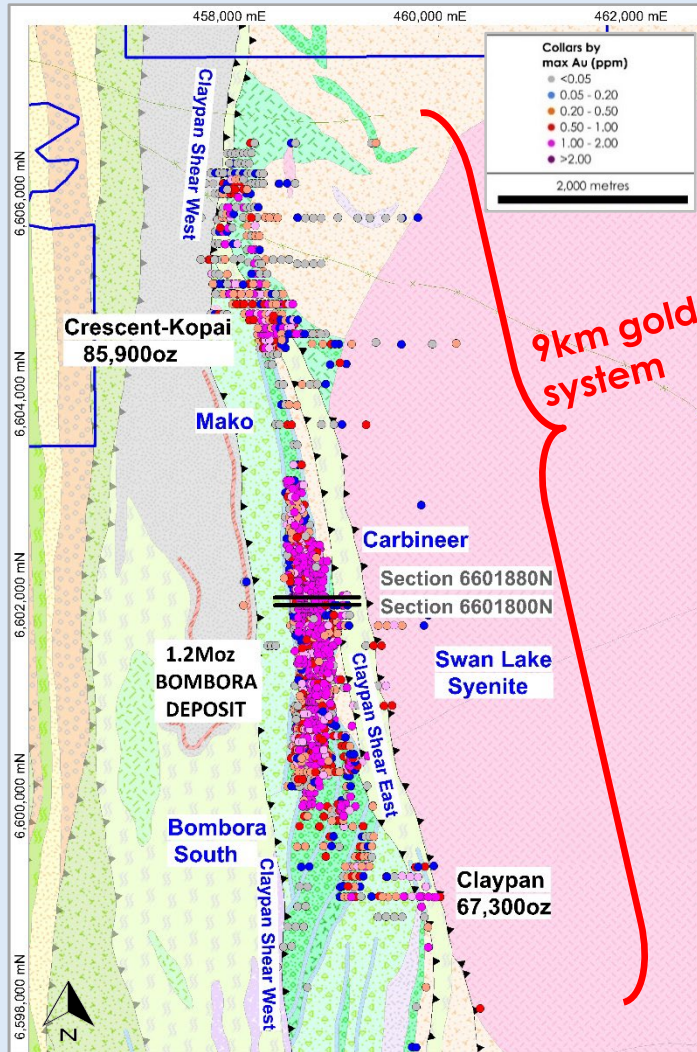 458,000 mE
460,000 mE
462,000 mE
Collars by
max Au (ppm)
<0.05
0.05 - 0.20
0.20 - 0.50
0.50 - 1.00
1.00 - 2.00
>2.00
2,000 metres
Claypan Shear West
6,606,000 mN
9km gold
system
Crescent-Kopai
85,900oz
6,604,000 mN
Mako
Carbineer
Section 6601880N
Section 6601800N
6,602,000 mN
1.2Moz
BOMBORA
DEPOSIT
Swan Lake
Syenite
Claypan Shear East
6,600,000 mN
Bombora
South
Claypan
67,300oz
Claypan Shear West
6,598,000 mN
N